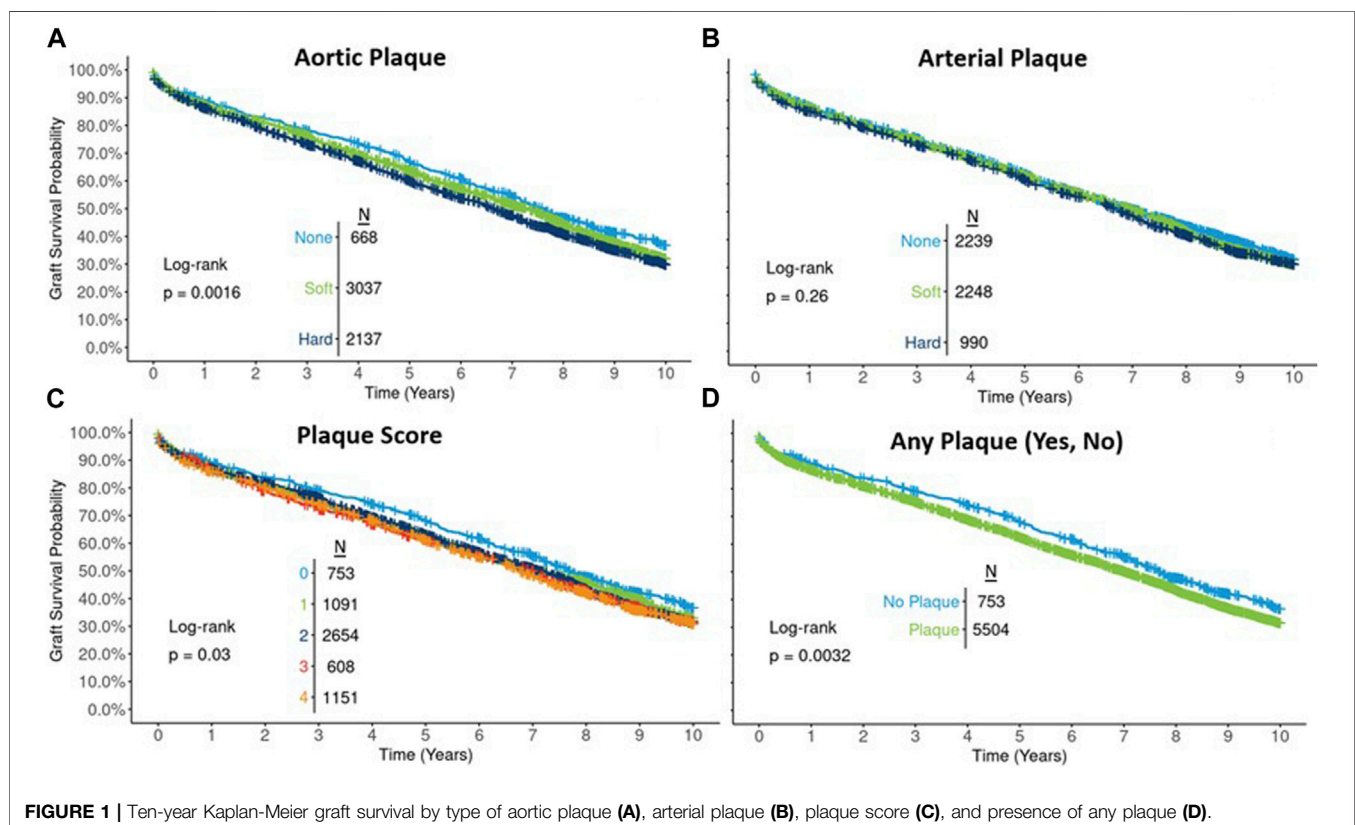 A
Aortic Plaque
100.0%
90.0%
80.0%
70.0%
60.0%
50.0%
40.0%
30.0%
20.0%
10.0%
0.0%
Graft Survival Probability
N
None 668
Soft 3037
Hard 2137
Log-rank
p = 0.0016
0 1 2 3 4 5 6 7 8 9 10
Time (Years)
B
Arterial Plaque
N
None 2239
Soft 2248
Hard 990
Log-rank
p = 0.26
0 1 2 3 4 5 6 7 8 9 10
Time (Years)
C
Plaque Score
100.0%
90.0%
80.0%
70.0%
60.0%
50.0%
40.0%
30.0%
20.0%
10.0%
0.0%
Graft Survival Probability
N
0 753
1 1091
2 2654
3 608
4 1151
Log-rank
p = 0.03
0 1 2 3 4 5 6 7 8 9 10
Time (Years)
D
Any Plaque (Yes, No)
N
No Plaque 753
Plaque 5504
Log-rank
p = 0.0032
0 1 2 3 4 5 6 7 8 9 10
Time (Years)
FIGURE 1 | Ten-year Kaplan-Meier graft survival by type of aortic plaque (A), arterial plaque (B), plaque score (C), and presence of any plaque (D).